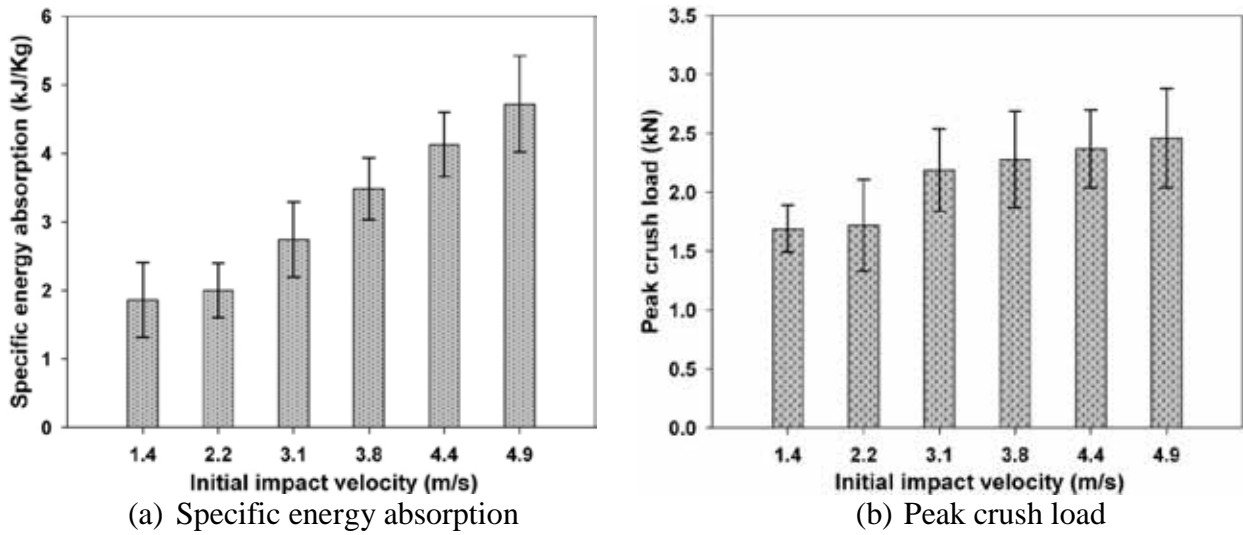 Specific energy absorption (kJ/Kg)
6
5
4
3
2
1
0
1.4 2.2 3.1 3.8 4.4 4.9
Initial impact velocity (m/s)
(a) Specific energy absorption
Peak crush load (kN)
3.5
3.0
2.5
2.0
1.5
1.0
0.5
0.0
1.4 2.2 3.1 3.8 4.4 4.9
Initial impact velocity (m/s)
(b) Peak crush load